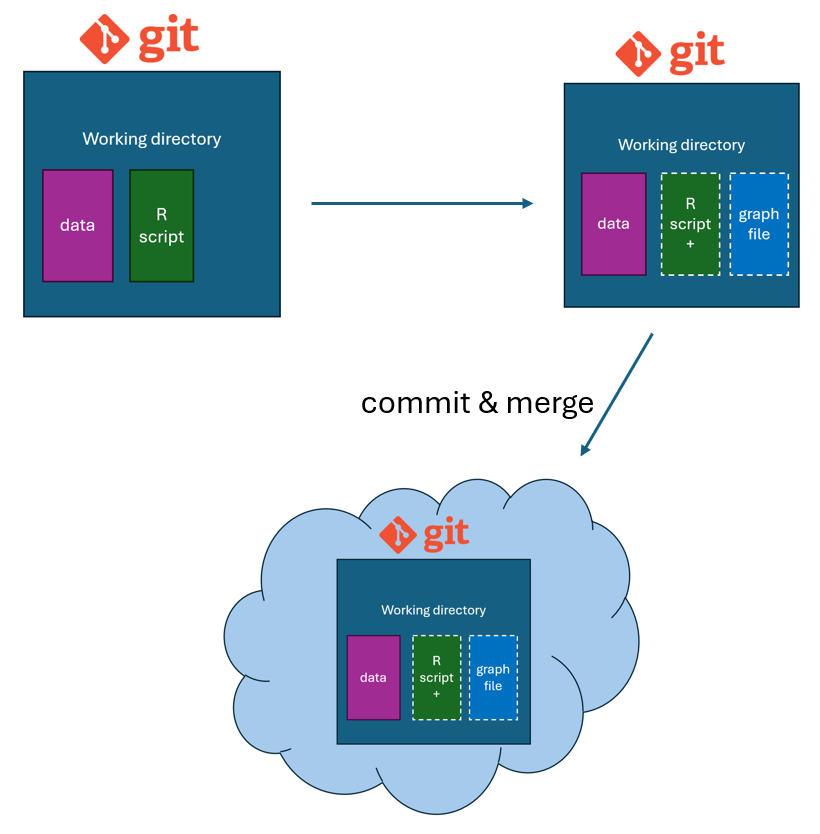 git
Working directory
data
R
script
git
Working directory
data
R
script
+
graph
file
commit & merge
git
Working directory
data
R
script
+
graph
file